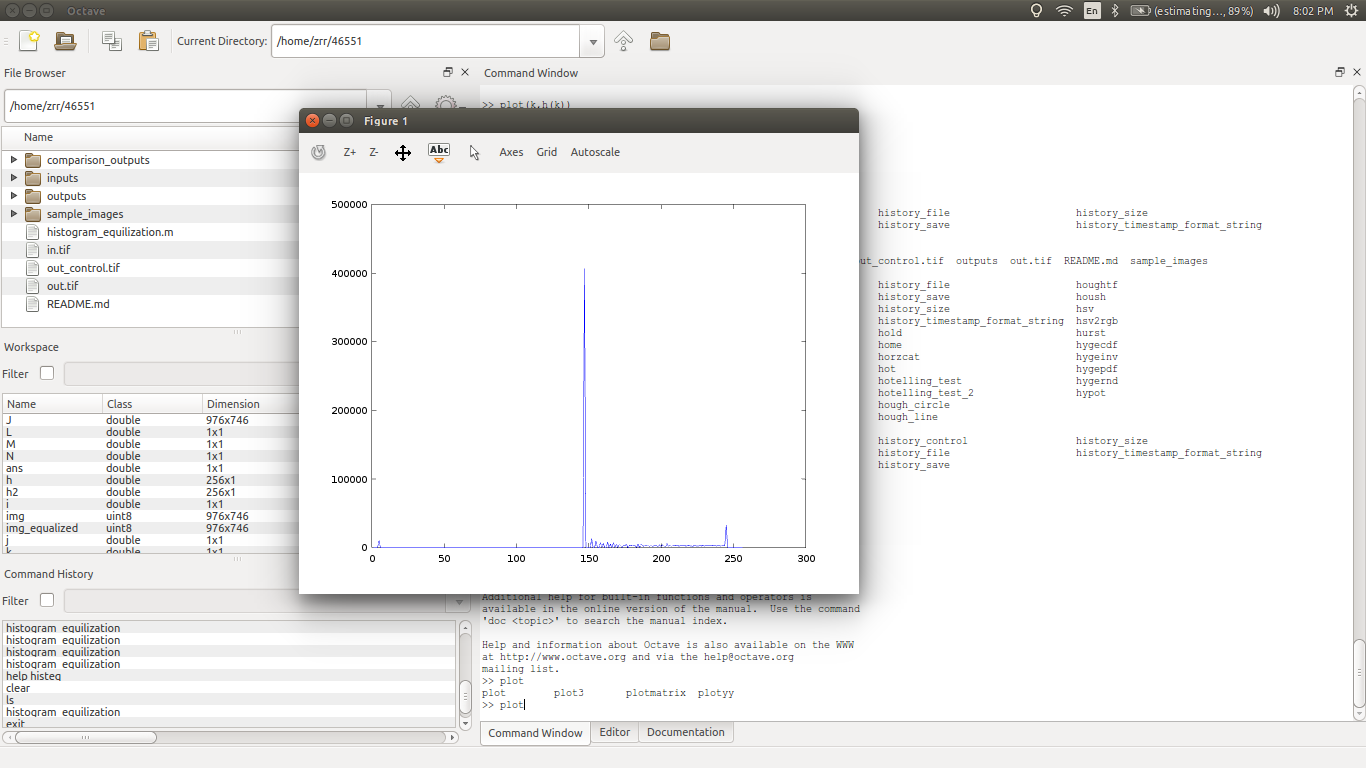 Octave
En
(estimating..., 89%)
8:02 PM
Current Directory: /home/zrr/46551
File Browser
/home/zrr/46551
Name
comparison_outputs
inputs
outputs
sample_images
histogram_equilization.m
in.tif
out_control.tif
out.tif
README.md
Workspace
Filter
Name Class Dimension
J double 976x746
L double 1x1
M double 1x1
N double 1x1
ans double 1x1
h double 256x1
h2 double 256x1
i double 1x1
img uint8 976x746
img_equalized uint8 976x746
j double 1x1
k double 1x1
Command History
Filter
histogram_equilization
histogram_equilization
histogram_equilization
histogram_equilization
help histeq
clear
ls
histogram_equilization
exit
Figure 1
Z+ Z- Abc Axes Grid Autoscale
500000
400000
300000
200000
100000
0
0 50 100 150 200 250 300
Command Window
>> plot(k,h(k))
history_file history_size
history_save history_timestamp_format_string
out_control.tif outputs out.tif README.md sample_images
history_file houghtf
history_save housh
history_size hsv
history_timestamp_format_string hsv2rgb
hold hurst
home hygecdf
horzcat hygeinv
hot hygepdf
hotelling_test hygernd
hotelling_test_2 hypot
hough_circle
hough_line
history_control history_size
history_file history_timestamp_format_string
history_save
Additional help for built-in functions and operators is
available in the online version of the manual. Use the command
'doc <topic>' to search the manual index.
Help and information about Octave is also available on the WWW
at http://www.octave.org and via the help@octave.org
mailing list.
>> plot
plot plot3 plotmatrix plotyy
>> plot
Command Window Editor Documentation